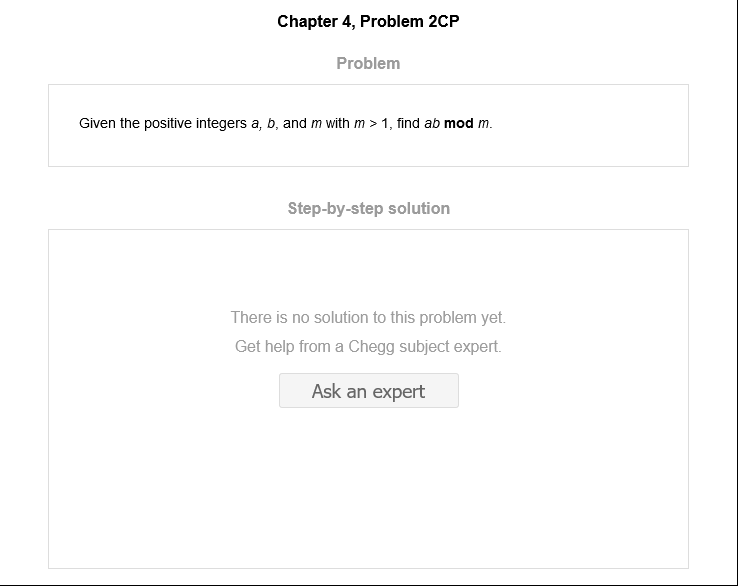 Chapter 4, Problem 2CP
Problem
Given the positive integers a, b, and m with m > 1, find ab mod m.
Step-by-step solution
There is no solution to this problem yet.
Get help from a Chegg subject expert.
Ask an expert